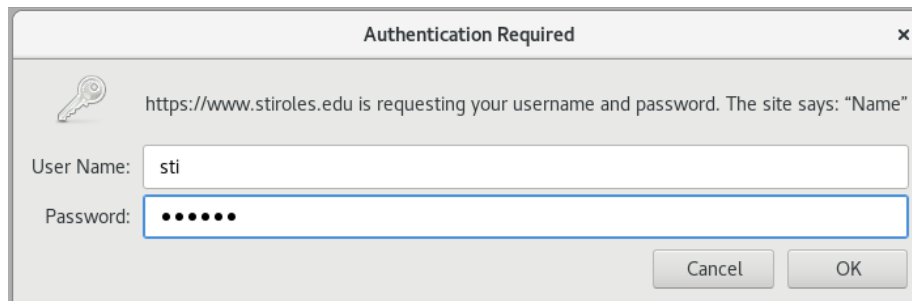 Authentication Required ×
https://www.stiroles.edu is requesting your username and password. The site says: “Name”
User Name: sti
Password: ••••••
Cancel OK